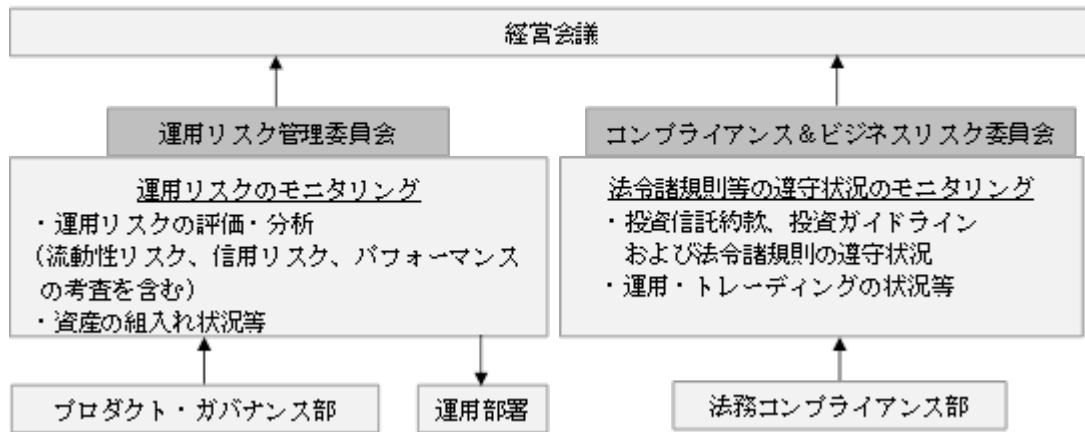 経営会議
運用リスク管理委員会
運用リスクのモニタリング
・運用リスクの評価・分析
(流動性リスク、信用リスク、パフォーマンス
の考査を含む)
・資産の組入れ状況等
プロダクト・ガバナンス部
運用部署
コンプライアンス＆ビジネスリスク委員会
法令諸規則等の遵守状況のモニタリング
・投資信託約款、投資ガイドライン
および法令諸規則の遵守状況
・運用・トレーディングの状況等
法務コンプライアンス部